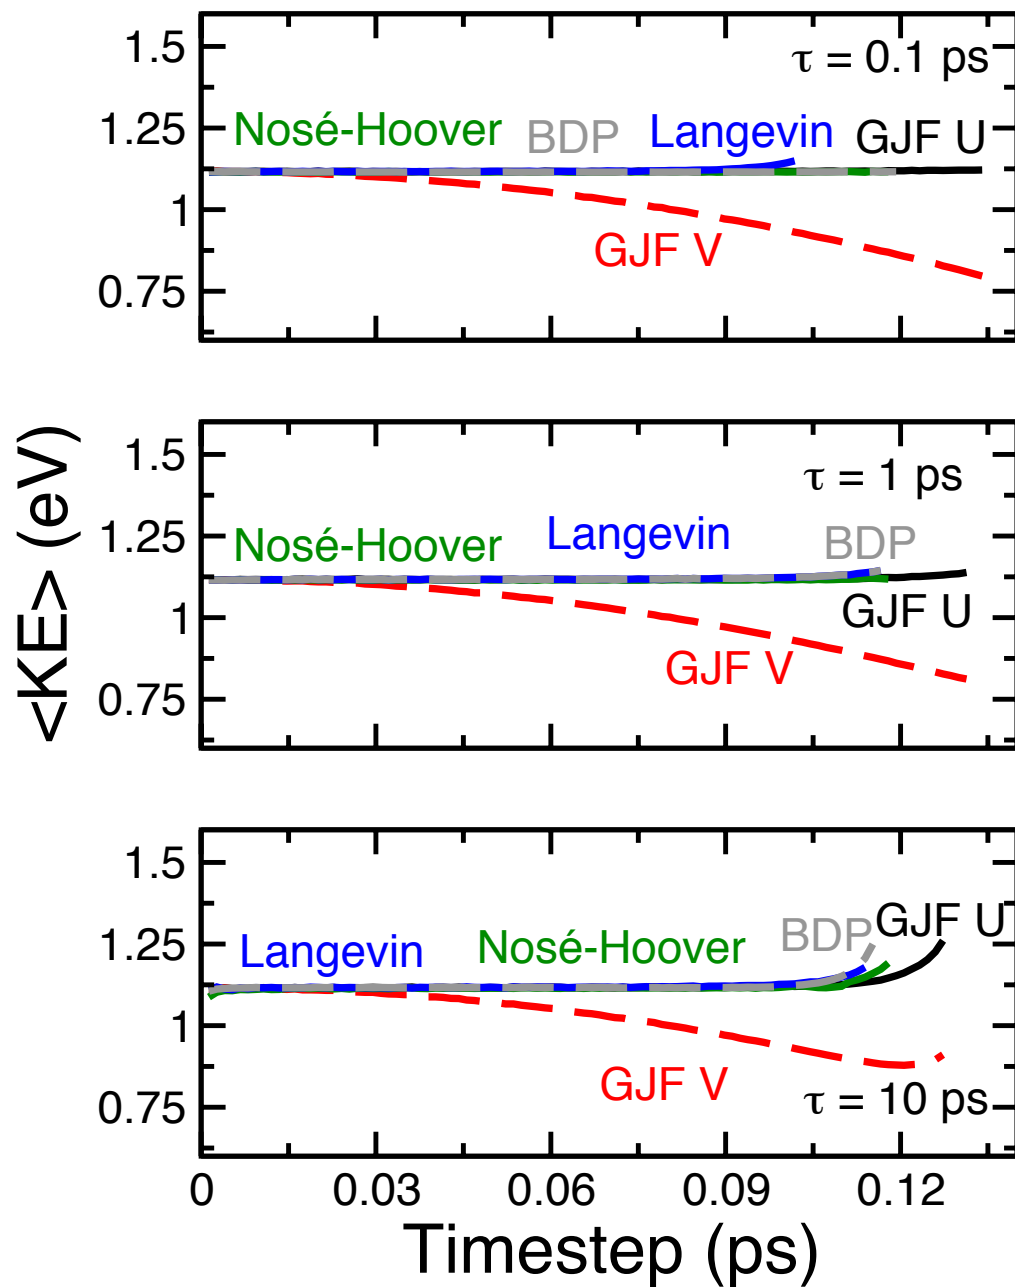 1.5
τ = 0.1 ps
1.25
Nosé-Hoover
BDP
Langevin
GJF U
1
GJF V
0.75
<KE> (eV)
1.5
τ = 1 ps
1.25
Nosé-Hoover
Langevin
BDP
1
GJF U
GJF V
0.75
1.5
1.25
Langevin
Nosé-Hoover
BDP
GJF U
1
GJF V
0.75
τ = 10 ps
0
0.03
0.06
0.09
0.12
Timestep (ps)